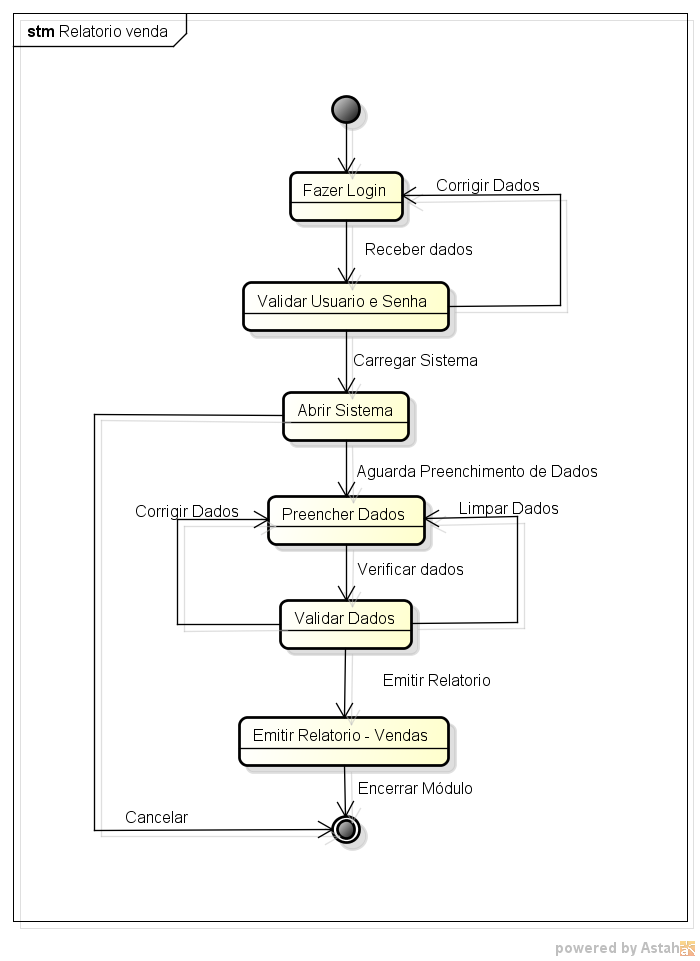 stm Relatorio venda
Fazer Login
Corrigir Dados
Receber dados
Validar Usuario e Senha
Carregar Sistema
Abrir Sistema
Aguarda Preenchimento de Dados
Corrigir Dados
Preencher Dados
Limpar Dados
Verificar dados
Validar Dados
Emitir Relatorio
Emitir Relatorio - Vendas
Encerrar Módulo
Cancelar
powered by Astah